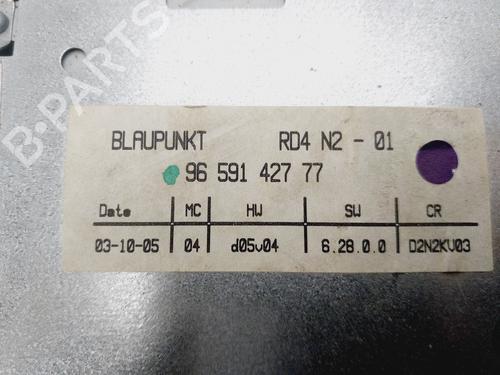 B-PARTS
BLAUPUNKT RD4 N2 - 01
96 591 427 77
Date MC HW SW CR
03-10-05 04 d05v04 6.28.0.0 D2N2KV03